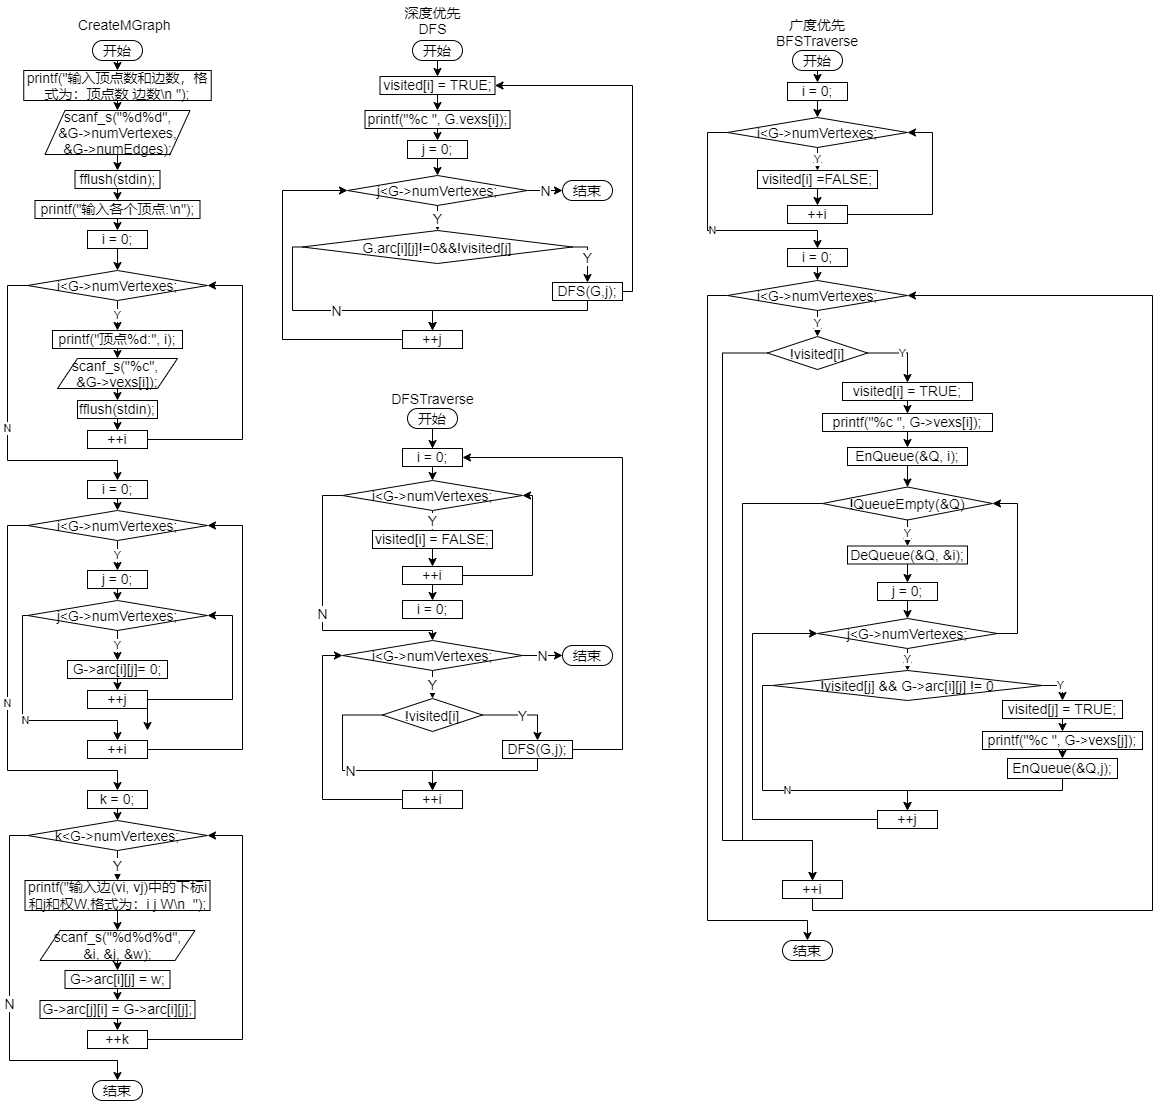 CreateMGraph
开始
printf("输入顶点数和边数，格
式为：顶点数 边数\n ");
scanf_s("%d%d",
&G->numVertexes,
&G->numEdges);
fflush(stdin);
printf("输入各个顶点:\n");
i = 0;
i<G->numVertexes;
Y
printf("顶点%d:", i);
scanf_s("%c",
&G->vexs[i]);
fflush(stdin);
++i
N
i = 0;
i<G->numVertexes;
Y
j = 0;
j<G->numVertexes;
Y
G->arc[i][j]= 0;
++j
N
N
++i
k = 0;
k<G->numVertexes;
Y
printf("输入边(vi, vj)中的下标i
和j和权W,格式为：i j W\n  ");
scanf_s("%d%d%d",
&i, &j, &w);
G->arc[i][j] = w;
N
G->arc[j][i] = G->arc[i][j];
++k
结束
深度优先
DFS
开始
visited[i] = TRUE;
printf("%c ", G.vexs[i]);
j = 0;
j<G->numVertexes;
N
结束
Y
G.arc[i][j]!=0&&!visited[j]
Y
DFS(G,j);
N
++j
DFSTraverse
开始
i = 0;
i<G->numVertexes;
Y
visited[i] = FALSE;
++i
i = 0;
N
i<G->numVertexes;
N
结束
Y
!visited[i]
Y
DFS(G,j);
N
++i
广度优先
BFSTraverse
开始
i = 0;
i<G->numVertexes;
Y
visited[i] =FALSE;
++i
N
i = 0;
i<G->numVertexes;
Y
!visited[i]
Y
visited[i] = TRUE;
printf("%c ", G->vexs[i]);
EnQueue(&Q, i);
!QueueEmpty(&Q)
Y
DeQueue(&Q, &i);
j = 0;
j<G->numVertexes;
Y
!visited[j] && G->arc[i][j] != 0
Y
visited[j] = TRUE;
printf("%c ", G->vexs[j]);
EnQueue(&Q,j);
N
++j
++i
结束